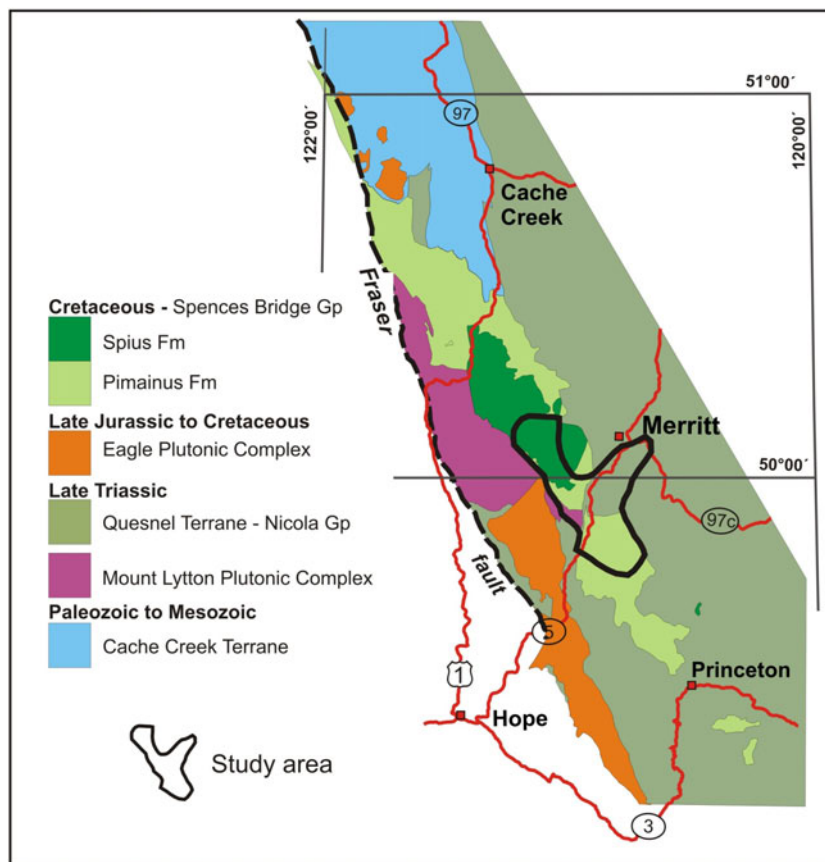 51°00´
122°00´
120°00´
97
Cache
Creek
Fraser
Cretaceous - Spences Bridge Gp
Spius Fm
Pimainus Fm
Late Jurassic to Cretaceous
Eagle Plutonic Complex
Late Triassic
Quesnel Terrane - Nicola Gp
Mount Lytton Plutonic Complex
Paleozoic to Mesozoic
Cache Creek Terrane
Merritt
50°00´
97c
fault
5
1
Princeton
Hope
Study area
3